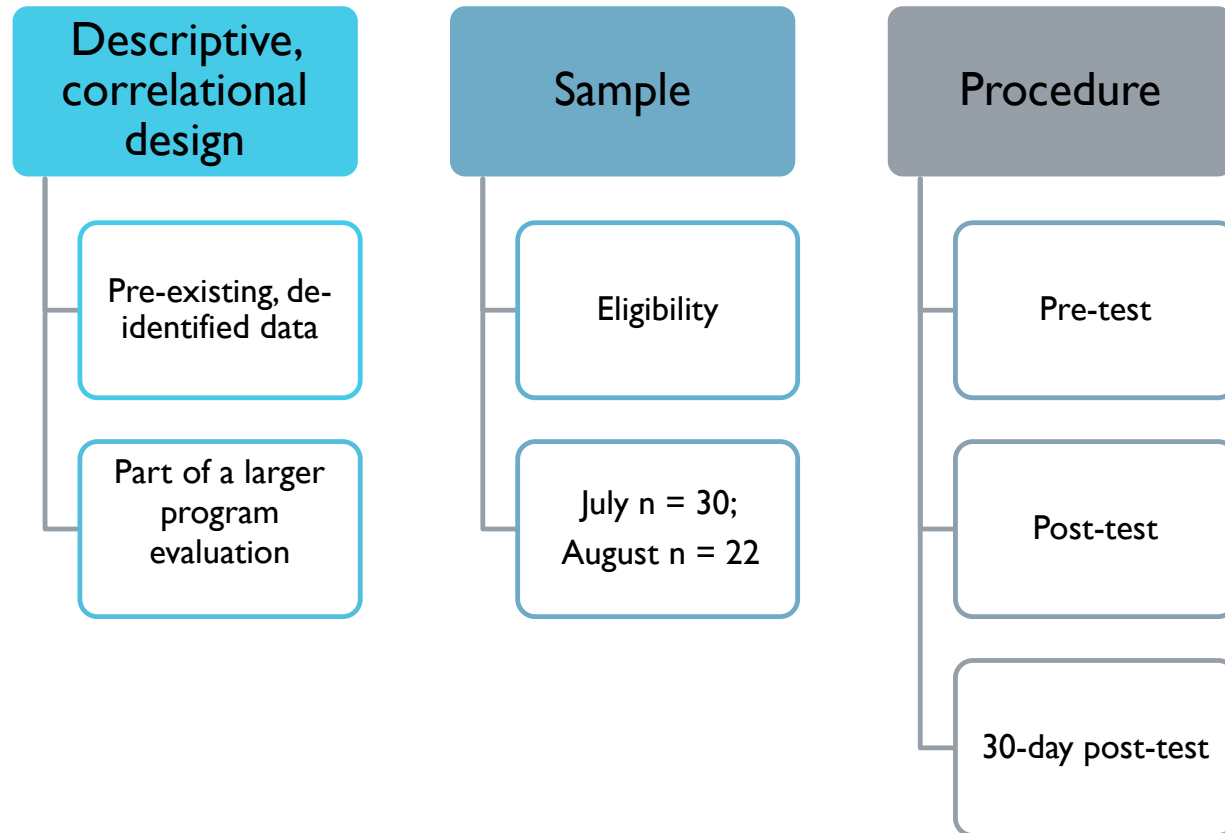 Descriptive,
correlational
design
Pre-existing, de-
identified data
Part of a larger
program
evaluation
Sample
Eligibility
July n = 30;
August n = 22
Procedure
Pre-test
Post-test
30-day post-test